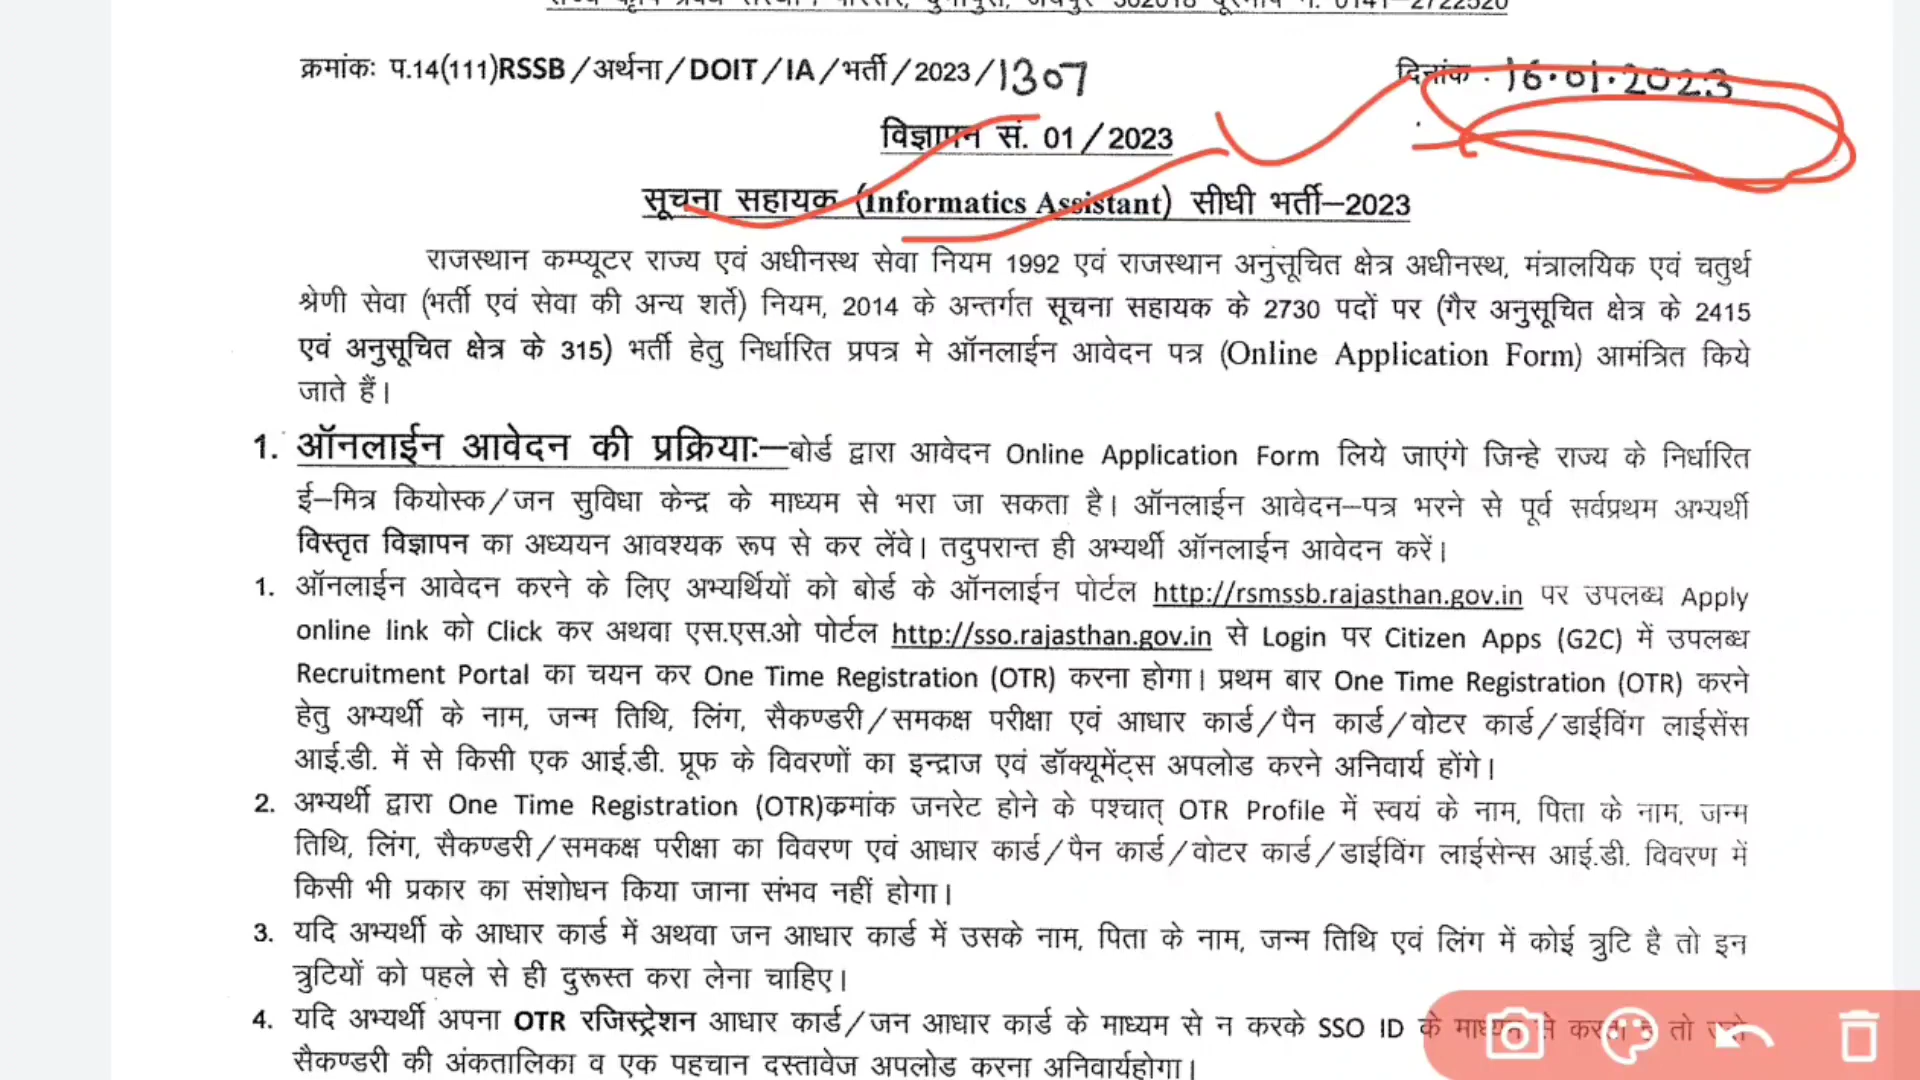 क्रमांकः प.14(111)RSSB/अर्थना/DOIT/IA/भर्ती/2023/1307
दिनांक : 16.01.2023
विज्ञापन सं. 01/2023
सूचना सहायक (Informatics Assistant) सीधी भर्ती–2023
राजस्थान कम्प्यूटर राज्य एवं अधीनस्थ सेवा नियम 1992 एवं राजस्थान अनुसूचित क्षेत्र अधीनस्थ, मंत्रालयिक एवं चतुर्थ
श्रेणी सेवा (भर्ती एवं सेवा की अन्य शर्ते) नियम, 2014 के अन्तर्गत सूचना सहायक के 2730 पदों पर (गैर अनुसूचित क्षेत्र के 2415
एवं अनुसूचित क्षेत्र के 315) भर्ती हेतु निर्धारित प्रपत्र मे ऑनलाईन आवेदन पत्र (Online Application Form) आमंत्रित किये
जाते हैं।
1. ऑनलाईन आवेदन की प्रक्रियाः–बोर्ड द्वारा आवेदन Online Application Form लिये जाएंगे जिन्हे राज्य के निर्धारित
ई–मित्र कियोस्क/जन सुविधा केन्द्र के माध्यम से भरा जा सकता है। ऑनलाईन आवेदन–पत्र भरने से पूर्व सर्वप्रथम अभ्यर्थी
विस्तृत विज्ञापन का अध्ययन आवश्यक रूप से कर लेंवे। तदुपरान्त ही अभ्यर्थी ऑनलाईन आवेदन करें।
1. ऑनलाईन आवेदन करने के लिए अभ्यर्थियों को बोर्ड के ऑनलाईन पोर्टल http://rsmssb.rajasthan.gov.in पर उपलब्ध Apply
online link को Click कर अथवा एस.एस.ओ पोर्टल http://sso.rajasthan.gov.in से Login पर Citizen Apps (G2C) में उपलब्ध
Recruitment Portal का चयन कर One Time Registration (OTR) करना होगा। प्रथम बार One Time Registration (OTR) करने
हेतु अभ्यर्थी के नाम, जन्म तिथि, लिंग, सैकण्डरी/समकक्ष परीक्षा एवं आधार कार्ड/पैन कार्ड/वोटर कार्ड/डाईविंग लाईसेंस
आई.डी. में से किसी एक आई.डी. प्रूफ के विवरणों का इन्द्राज एवं डॉक्यूमेंट्स अपलोड करने अनिवार्य होंगे।
2. अभ्यर्थी द्वारा One Time Registration (OTR)क्रमांक जनरेट होने के पश्चात् OTR Profile में स्वयं के नाम, पिता के नाम, जन्म
तिथि, लिंग, सैकण्डरी/समकक्ष परीक्षा का विवरण एवं आधार कार्ड/पैन कार्ड/वोटर कार्ड/डाईविंग लाईसेन्स आई.डी. विवरण में
किसी भी प्रकार का संशोधन किया जाना संभव नहीं होगा।
3. यदि अभ्यर्थी के आधार कार्ड में अथवा जन आधार कार्ड में उसके नाम, पिता के नाम, जन्म तिथि एवं लिंग में कोई त्रुटि है तो इन
त्रुटियों को पहले से ही दुरूस्त करा लेना चाहिए।
4. यदि अभ्यर्थी अपना OTR रजिस्ट्रेशन आधार कार्ड/जन आधार कार्ड के माध्यम से न करके SSO ID के माध्यम से करता है तो उसे
सैकण्डरी की अंकतालिका व एक पहचान दस्तावेज अपलोड करना अनिवार्यहोगा।